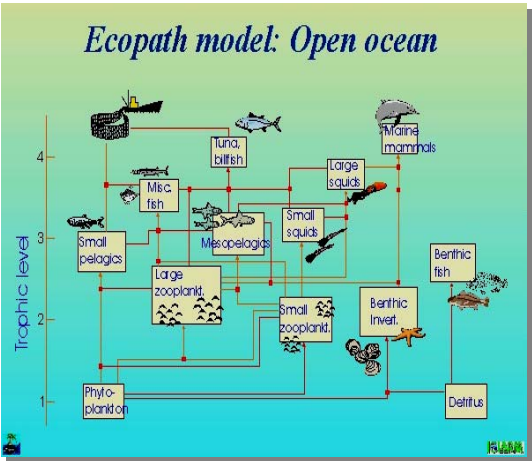 Ecopath model: Open ocean
Marine
mammals
Tuna,
billfish
4
Large
squids
Misc.
fish
Small
squids
Small
pelagics
Mesopelagics
3
Benthic
fish
Trophic level
Large
zooplankt.
Small
zooplankt.
Benthic
Invert.
2
Phyto-
plankton
Detritus
1